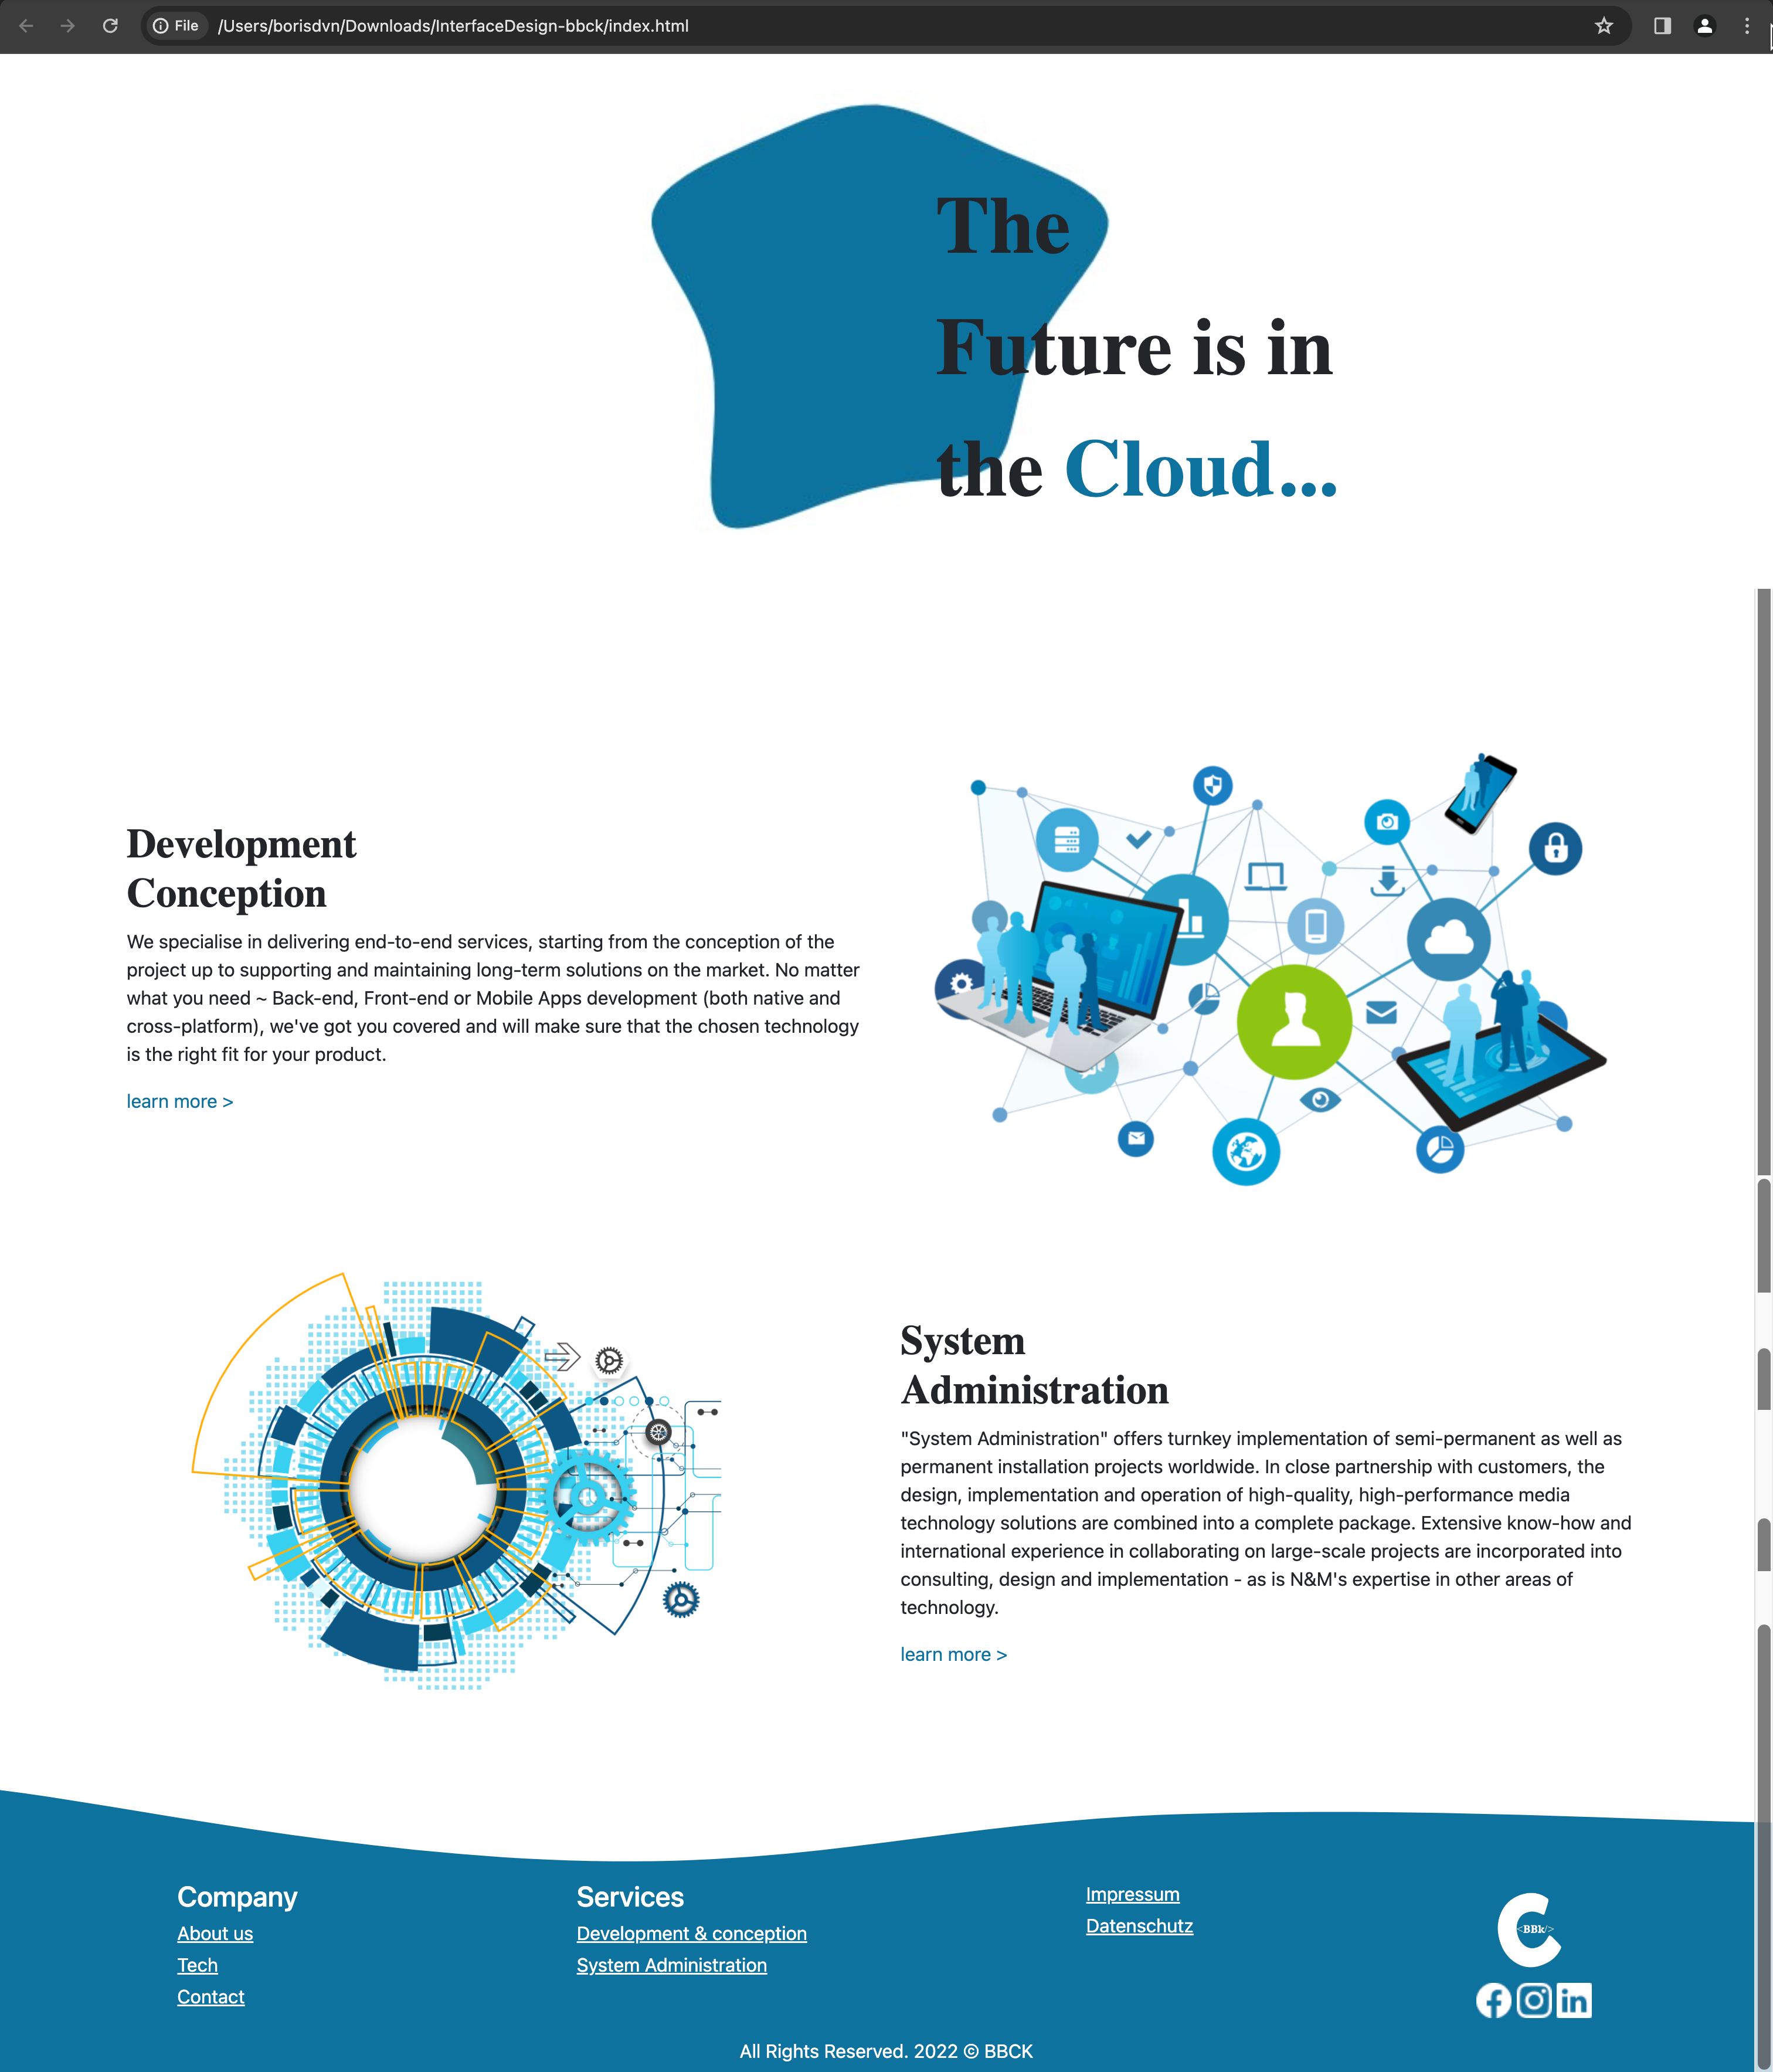 File /Users/borisdvn/Downloads/InterfaceDesign-bbck/index.html
The
Future is in
the Cloud...
Development
Conception
We specialise in delivering end-to-end services, starting from the conception of the
project up to supporting and maintaining long-term solutions on the market. No matter
what you need ~ Back-end, Front-end or Mobile Apps development (both native and
cross-platform), we've got you covered and will make sure that the chosen technology
is the right fit for your product.
learn more >
System
Administration
"System Administration" offers turnkey implementation of semi-permanent as well as
permanent installation projects worldwide. In close partnership with customers, the
design, implementation and operation of high-quality, high-performance media
technology solutions are combined into a complete package. Extensive know-how and
international experience in collaborating on large-scale projects are incorporated into
consulting, design and implementation - as is N&M's expertise in other areas of
technology.
learn more >
Company
About us
Tech
Contact
Services
Development & conception
System Administration
Impressum
Datenschutz
<BBk/>
in
All Rights Reserved. 2022 © BBCK